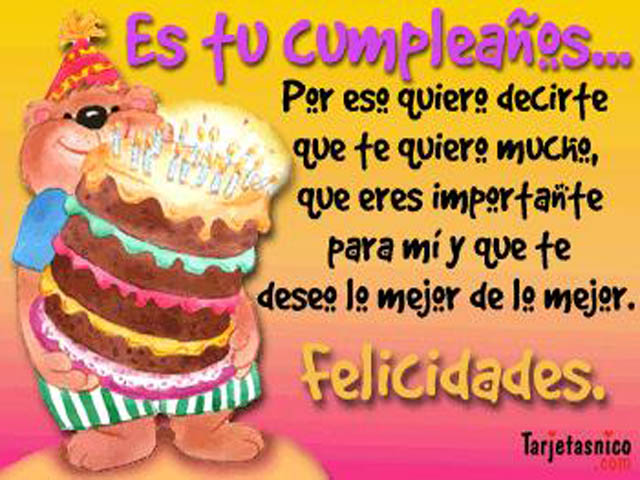 Es tu cumpleaños...
Por eso quiero decirte
que te quiero mucho,
que eres importante
para mí y que te
deseo lo mejor de lo mejor.
Felicidades.
Tarjetasnico
.com